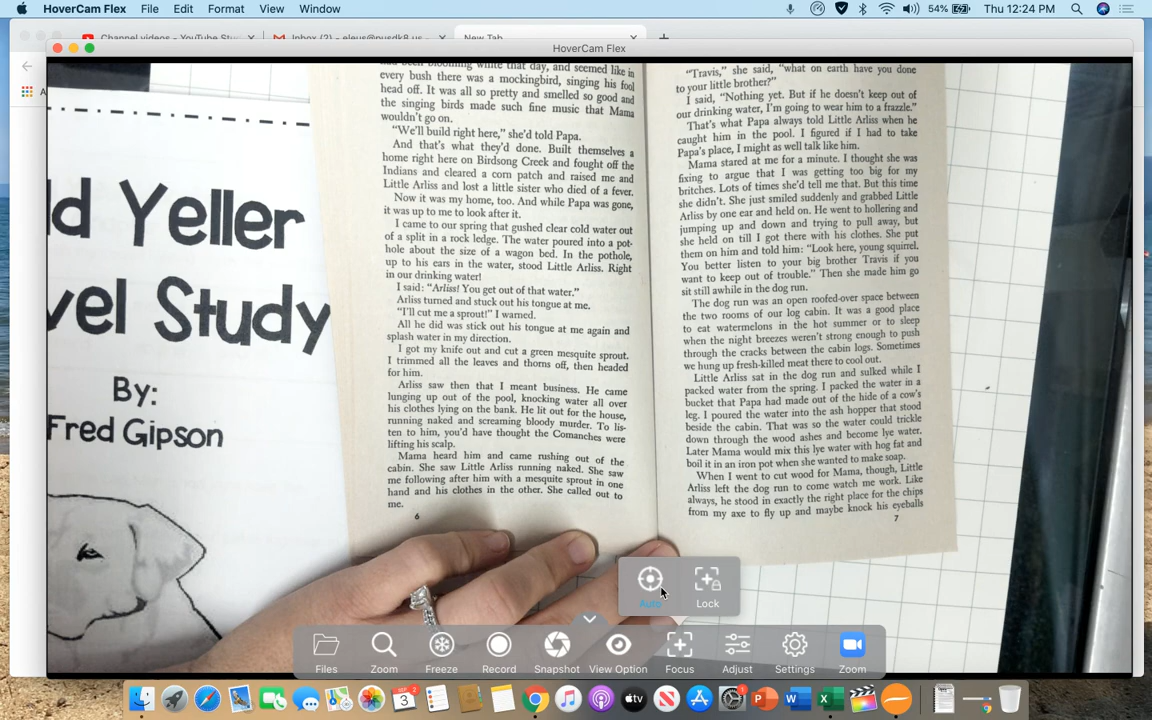 HoverCam Flex File Edit Format View Window 54% Thu 12:24 PM
Channel videos - YouTube Stu
Inbox (2) - eleus@pusdk8.us
New Tab
HoverCam Flex
d Yeller
vel Study
By:
Fred Gipson
had been blooming white that day, and seemed like in
every bush there was a mockingbird, singing his fool
head off. It was all so pretty and smelled so good and
the singing birds made such fine music that Mama
wouldn't go on.
"We'll build right here," she'd told Papa.
And that's what they'd done. Built themselves a
home right here on Birdsong Creek and fought off the
Indians and cleared a corn patch and raised me and
Little Arliss and lost a little sister who died of a fever.
Now it was my home, too. And while Papa was gone,
it was up to me to look after it.
I came to our spring that gushed clear cold water out
of a split in a rock ledge. The water poured into a pot-
hole about the size of a wagon bed. In the pothole,
up to his ears in the water, stood Little Arliss. Right
in our drinking water!
I said: "Arliss! You get out of that water."
Arliss turned and stuck out his tongue at me.
"I'll cut me a sprout!" I warned.
All he did was stick out his tongue at me again and
splash water in my direction.
I got my knife out and cut a green mesquite sprout.
I trimmed all the leaves and thorns off, then headed
for him.
Arliss saw then that I meant business. He came
lunging up out of the pool, knocking water all over
his clothes lying on the bank. He lit out for the house,
running naked and screaming bloody murder. To lis-
ten to him, you'd have thought the Comanches were
lifting his scalp.
Mama heard him and came rushing out of the
cabin. She saw Little Arliss running naked. She saw
me following after him with a mesquite sprout in one
hand and his clothes in the other. She called out to
me.
6
"Travis," she said, "what on earth have you done
to your little brother?"
I said, "Nothing yet. But if he doesn't keep out of
our drinking water, I'm going to wear him to a frazzle."
That's what Papa always told Little Arliss when he
caught him in the pool. I figured if I had to take
Papa's place, I might as well talk like him.
Mama stared at me for a minute. I thought she was
fixing to argue that I was getting too big for my
britches. Lots of times she'd tell me that. But this time
she didn't. She just smiled suddenly and grabbed Little
Arliss by one ear and held on. He went to hollering and
jumping up and down and trying to pull away, but
she held on till I got there with his clothes. She put
them on him and told him: "Look here, young squirrel.
You better listen to your big brother Travis if you
want to keep out of trouble." Then she made him go
sit still awhile in the dog run.
The dog run was an open roofed-over space between
the two rooms of our log cabin. It was a good place
to eat watermelons in the hot summer or to sleep
when the night breezes weren't strong enough to push
through the cracks between the cabin logs. Sometimes
we hung up fresh-killed meat there to cool out.
Little Arliss sat in the dog run and sulked while I
packed water from the spring. I packed the water in a
bucket that Papa had made out of the hide of a cow's
leg. I poured the water into the ash hopper that stood
beside the cabin. That was so the water could trickle
down through the wood ashes and become lye water.
Later Mama would mix this lye water with hog fat and
boil it in an iron pot when she wanted to make soap.
When I went to cut wood for Mama, though, Little
Arliss left the dog run to come watch me work. Like
always, he stood in exactly the right place for the chips
from my axe to fly up and maybe knock his eyeballs
7
Auto Lock
Files Zoom Freeze Record Snapshot View Option Focus Adjust Settings Zoom
SEP
3
tv